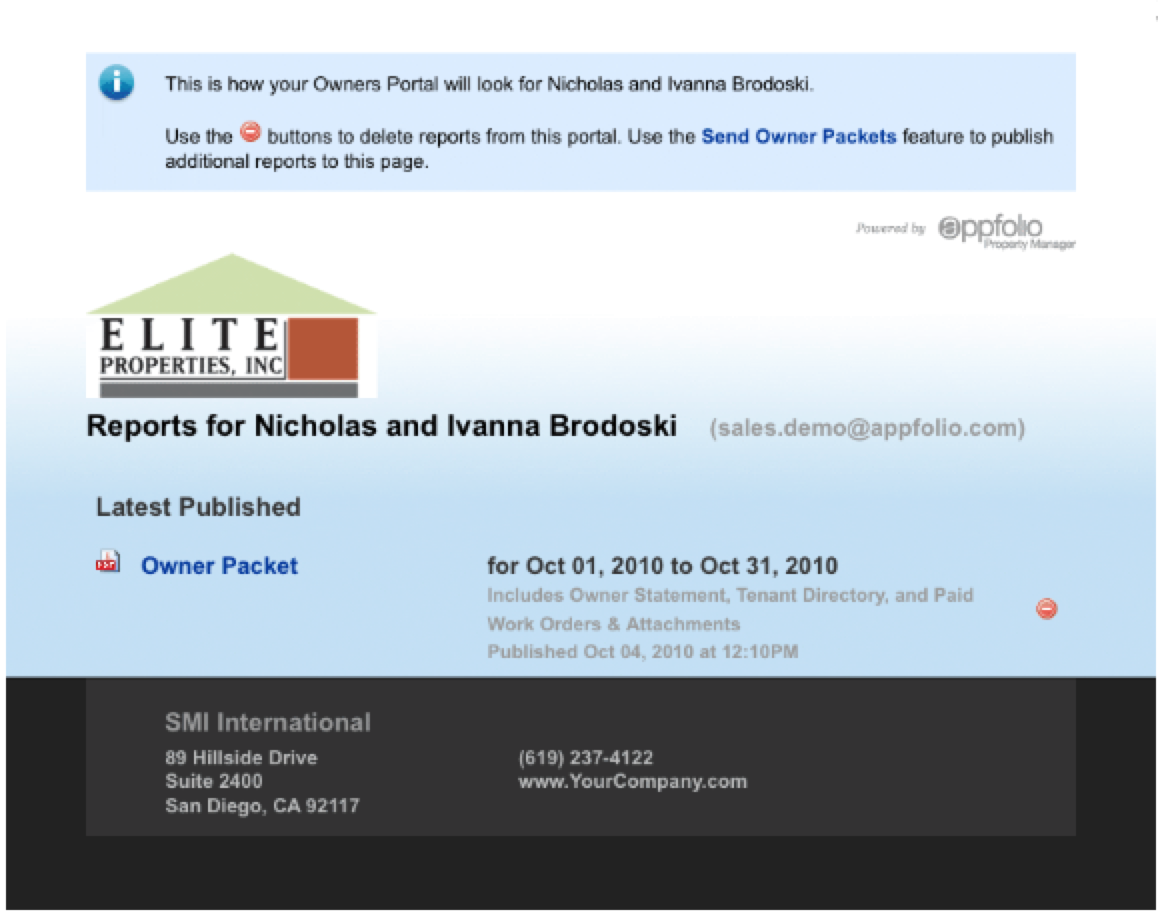 This is how your Owners Portal will look for Nicholas and Ivanna Brodoski.
Use the buttons to delete reports from this portal. Use the Send Owner Packets feature to publish
additional reports to this page.
Powered by appfolio
Property Manager
ELITE
PROPERTIES, INC
Reports for Nicholas and Ivanna Brodoski (sales.demo@appfolio.com)
Latest Published
Owner Packet for Oct 01, 2010 to Oct 31, 2010
Includes Owner Statement, Tenant Directory, and Paid
Work Orders & Attachments
Published Oct 04, 2010 at 12:10PM
SMI International
89 Hillside Drive (619) 237-4122
Suite 2400 www.YourCompany.com
San Diego, CA 92117